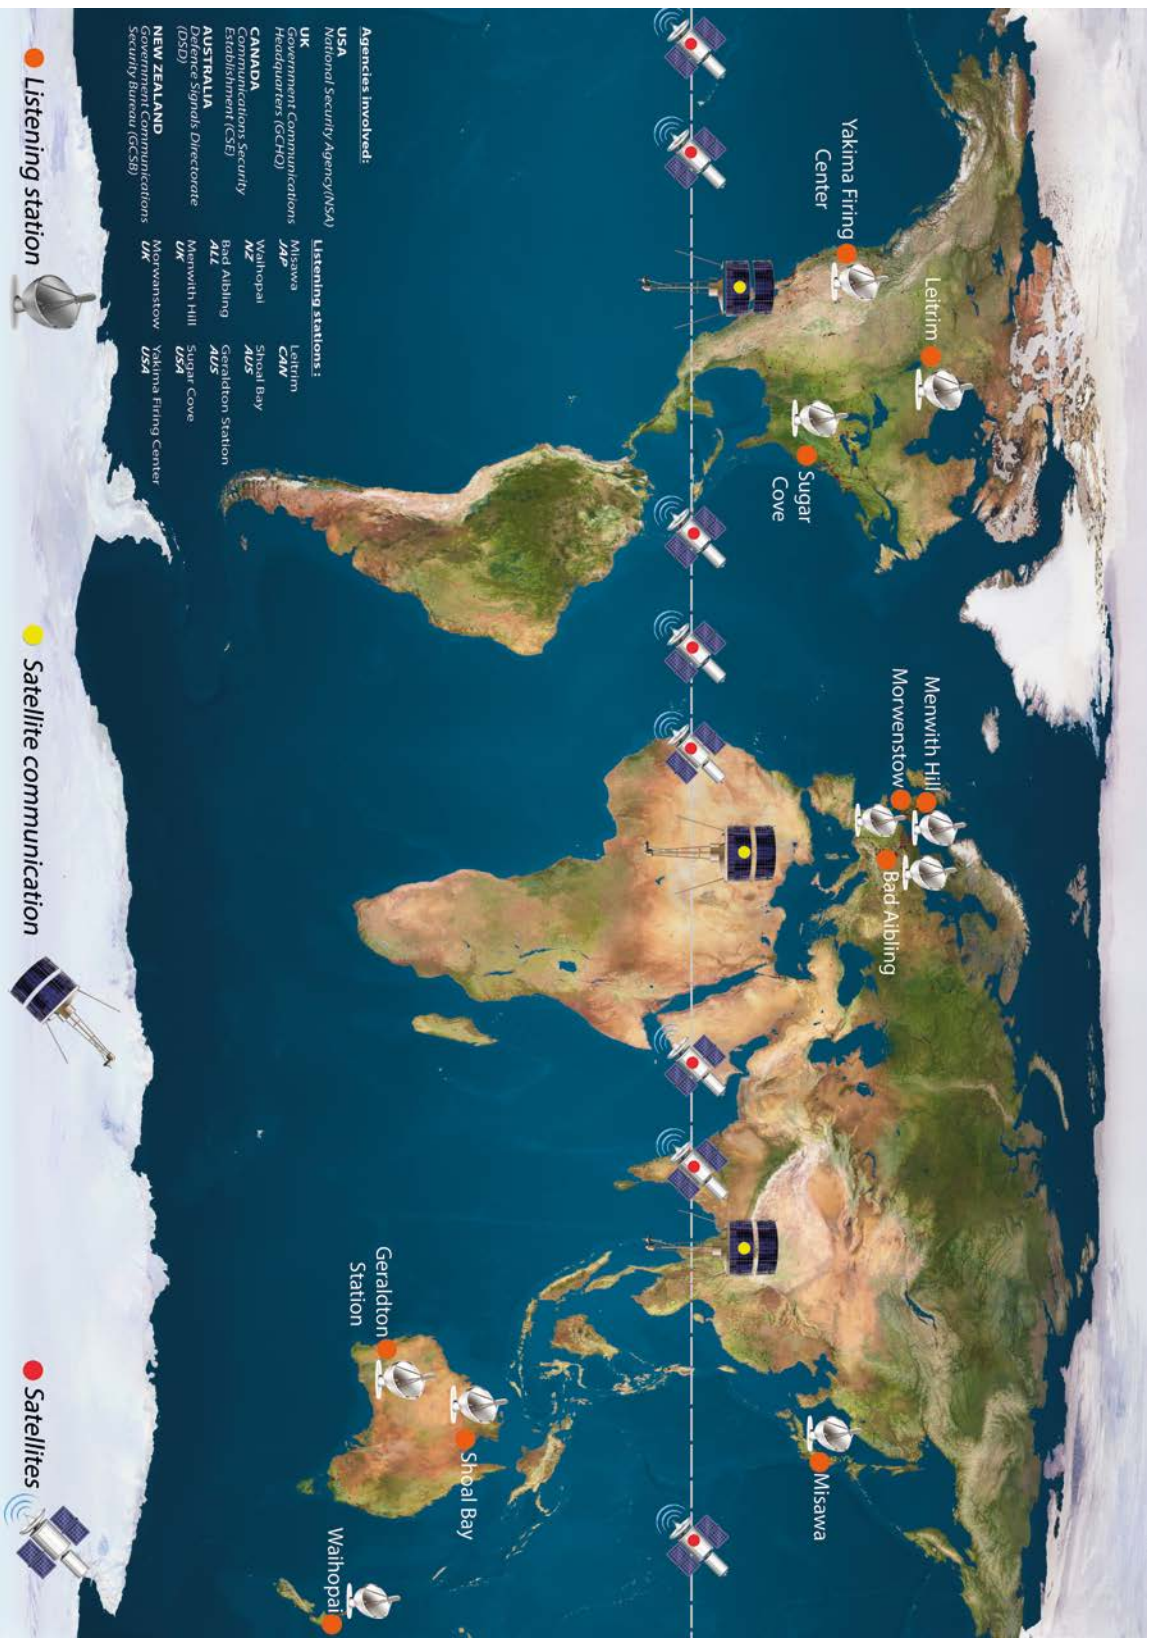 Yakima Firing
Center
Leitrim
Sugar
Cove
Menwith Hill
Morwenstow
Bad Aibling
Misawa
Geraldton
Station
Shoal Bay
Waihopai
Agencies involved:
USA
National Security Agency(NSA)
UK
Government Communications
Headquarters (GCHQ)
CANADA
Communications Security
Establishment (CSE)
AUSTRALIA
Defence Signals Directorate
(DSD)
NEW ZEALAND
Government Communications
Security Bureau (GCSB)
Listening stations :
Misawa
JAP
Waihopai
NZ
Bad Aibling
ALL
Menwith Hill
UK
Morwanstow
UK
Leitrim
CAN
Shoal Bay
AUS
Geraldton Station
AUS
Sugar Cove
USA
Yakima Firing Center
USA
Listening station
Satellite communication
Satellites